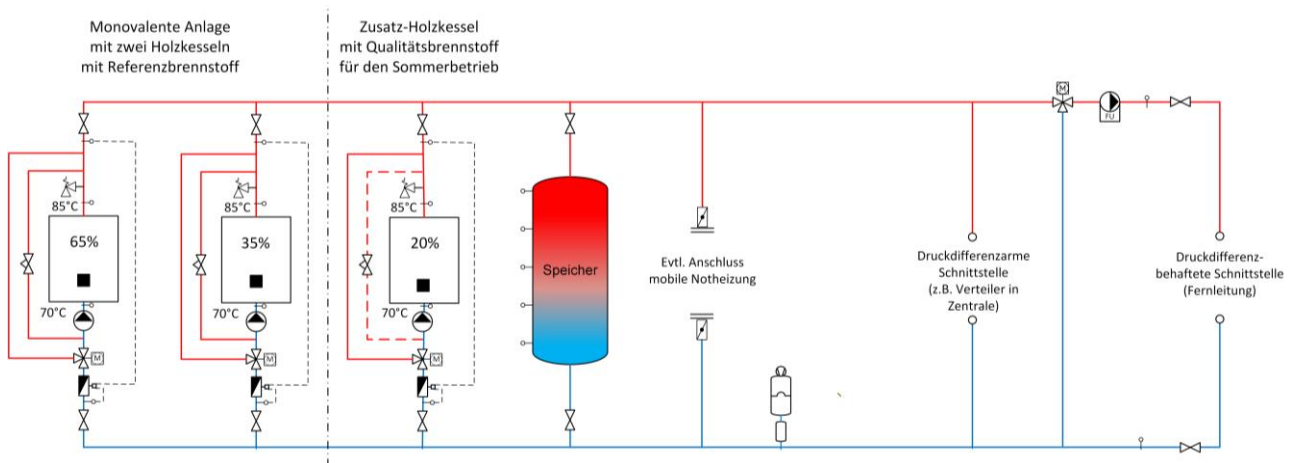 Monovalente Anlage
mit zwei Holzkesseln
mit Referenzbrennstoff
Zusatz-Holzkessel
mit Qualitätsbrennstoff
für den Sommerbetrieb
M
FU
85°C
85°C
85°C
65%
35%
20%
70°C
70°C
70°C
M
M
M
Speicher
Evtl. Anschluss
mobile Notheizung
Druckdifferenzarme
Schnittstelle
(z.B. Verteiler in
Zentrale)
Druckdifferenz-
behaftete Schnittstelle
(Fernleitung)